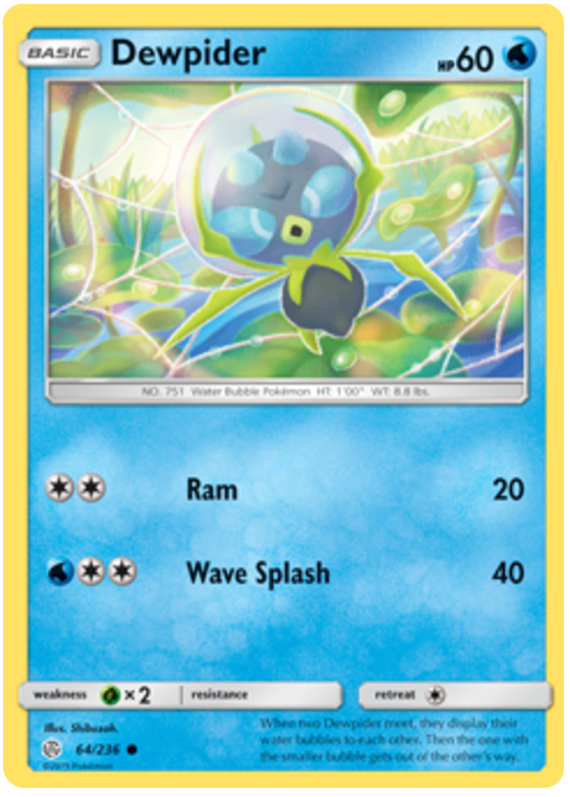 BASIC Dewpider HP 60
NO. 751 Water Bubble Pokémon HT: 1'00" WT: 8.8 lbs.
Ram 20
Wave Splash 40
weakness ×2 resistance retreat
Illus. Shibuzoh.
When two Dewpider meet, they display their
64/236
water bubbles to each other. Then the one with
©2019 Pokémon
the smaller bubble gets out of the other's way.